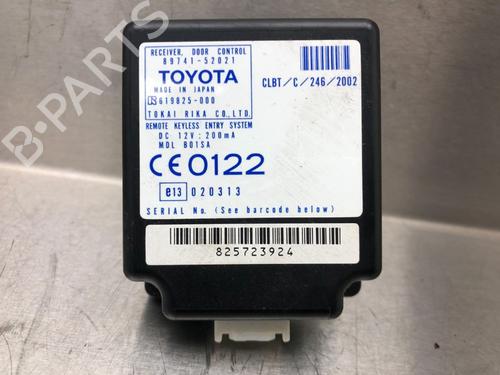 RECEIVER, DOOR CONTROL
89741-52021
TOYOTA
MADE IN JAPAN
619825-000
TOKAI RIKA CO., LTD.
CLBT/C/246/2002
REMOTE KEYLESS ENTRY SYSTEM
DC 12V: 200mA
MDL B01SA
CE0122
e13 020313
SERIAL No. (See barcode below)
825723924
B-PARTS